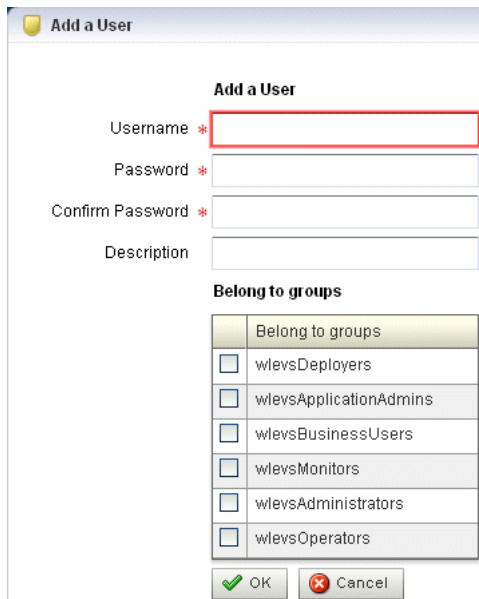 Add a User
Add a User
Username *
Password *
Confirm Password *
Description
Belong to groups
Belong to groups
wlevsDeployers
wlevsApplicationAdmins
wlevsBusinessUsers
wlevsMonitors
wlevsAdministrators
wlevsOperators
OK Cancel